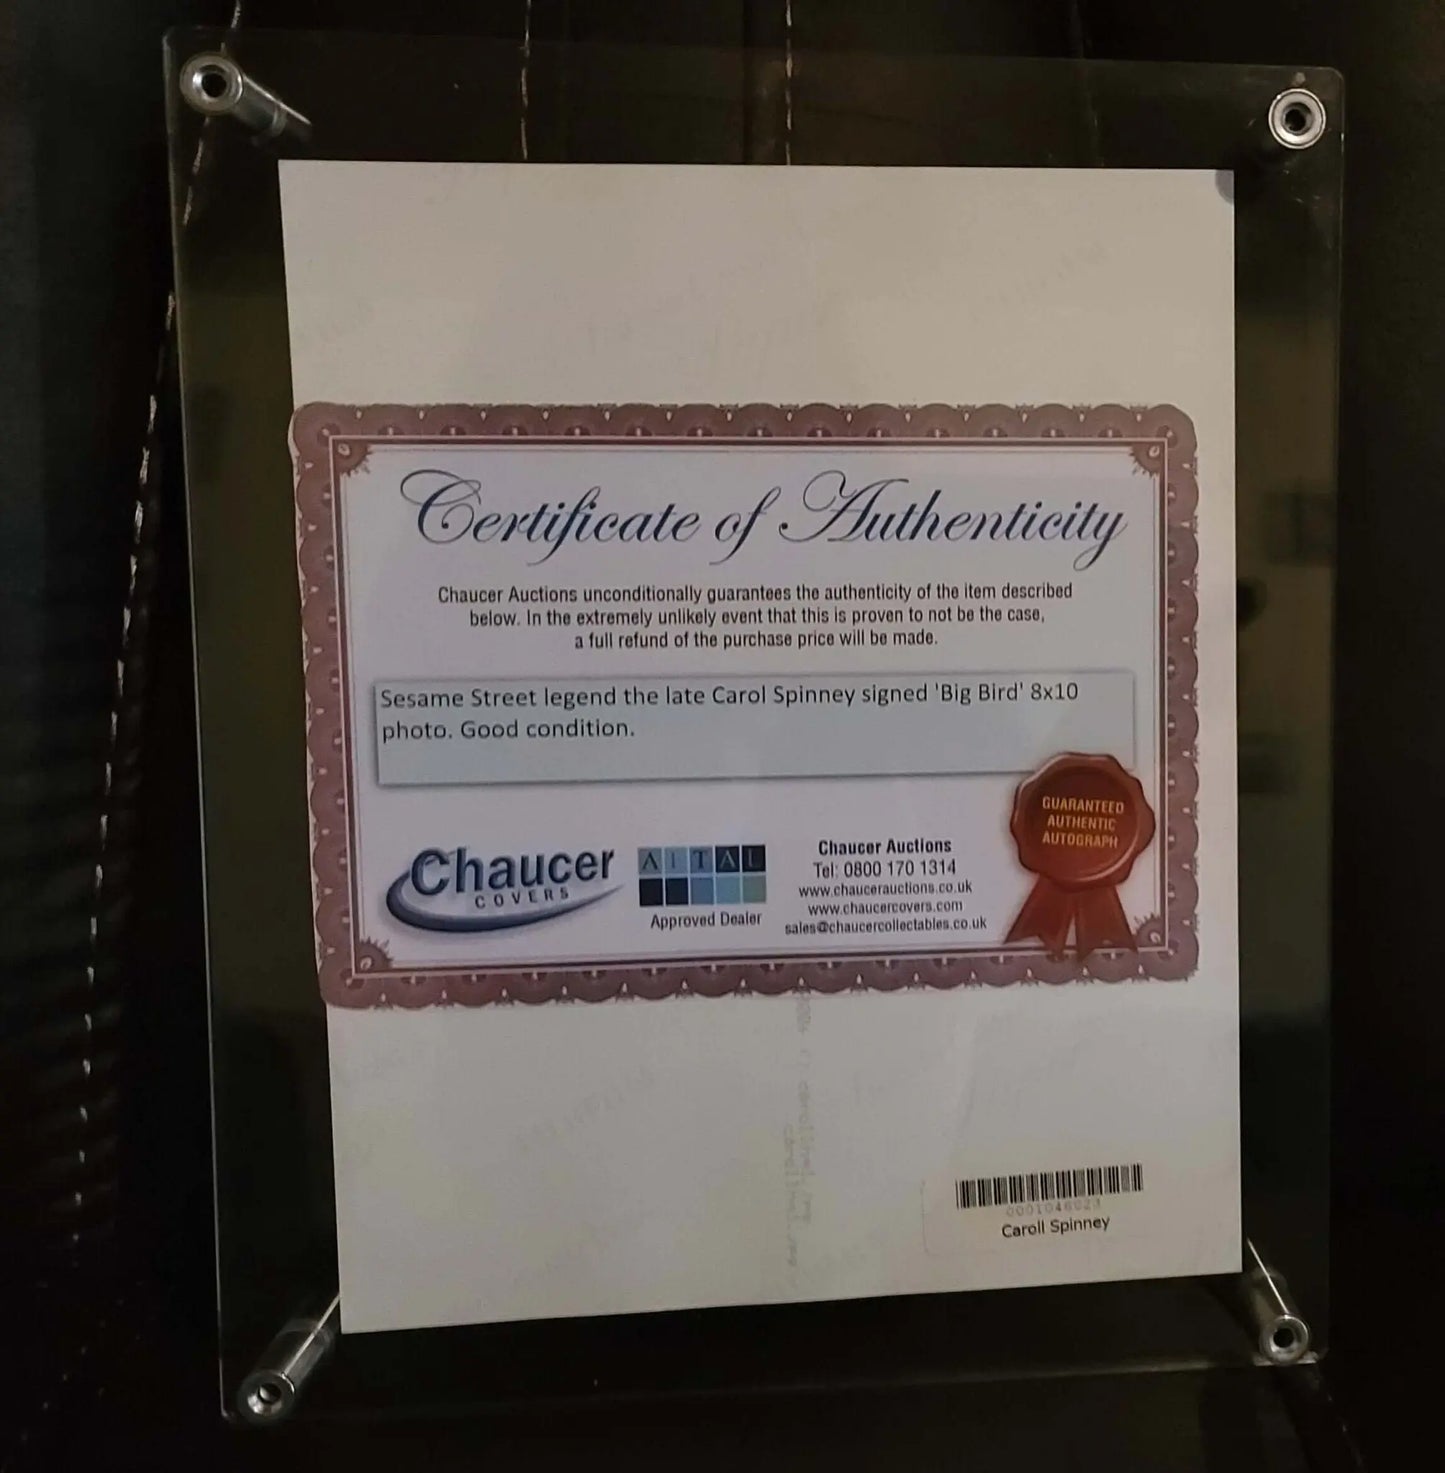 Certificate of Authenticity
Chaucer Auctions unconditionally guarantees the authenticity of the item described
below. In the extremely unlikely event that this is proven to not be the case,
a full refund of the purchase price will be made.
Sesame Street legend the late Carol Spinney signed 'Big Bird' 8x10
photo. Good condition.
GUARANTEED
AUTHENTIC
AUTOGRAPH
Chaucer
COVERS
AFTAL
Approved Dealer
Chaucer Auctions
Tel: 0800 170 1314
www.chaucerauctions.co.uk
www.chaucercovers.com
sales@chaucercollectables.co.uk
0001046023
Caroll Spinney